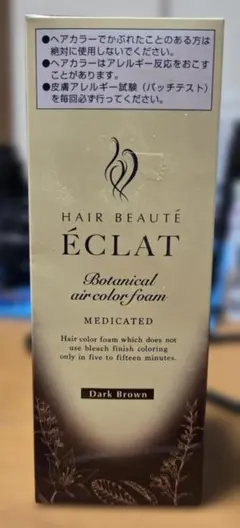 ●ヘアカラーでかぶれたことのある方は
絶対に使用しないでください。
●ヘアカラーはアレルギー反応をおこす
ことがあります。
●皮膚アレルギー試験（パッチテスト）
を毎回必ず行ってください。
HAIR BEAUTÉ
ÉCLAT
Botanical
air color foam
MEDICATED
Hair color foam which does not
use bleach finish coloring
only in five to fifteen minutes.
Dark Brown